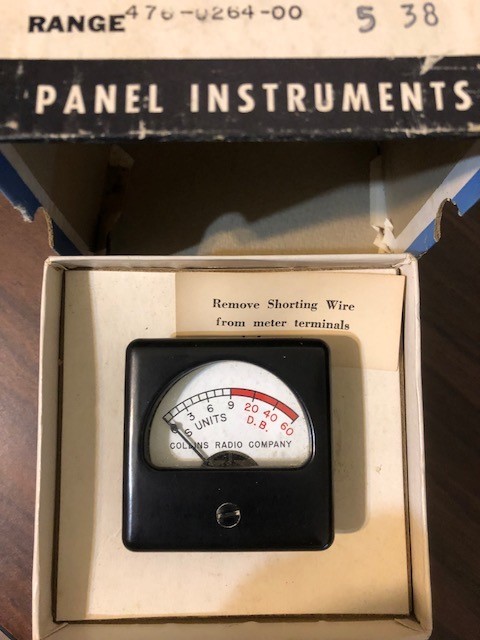 RANGE 476-0264-00 5 38
PANEL INSTRUMENTS
Remove Shorting Wire
from meter terminals
0 3 6 9 20 40 60
S UNITS D.B.
COLLINS RADIO COMPANY